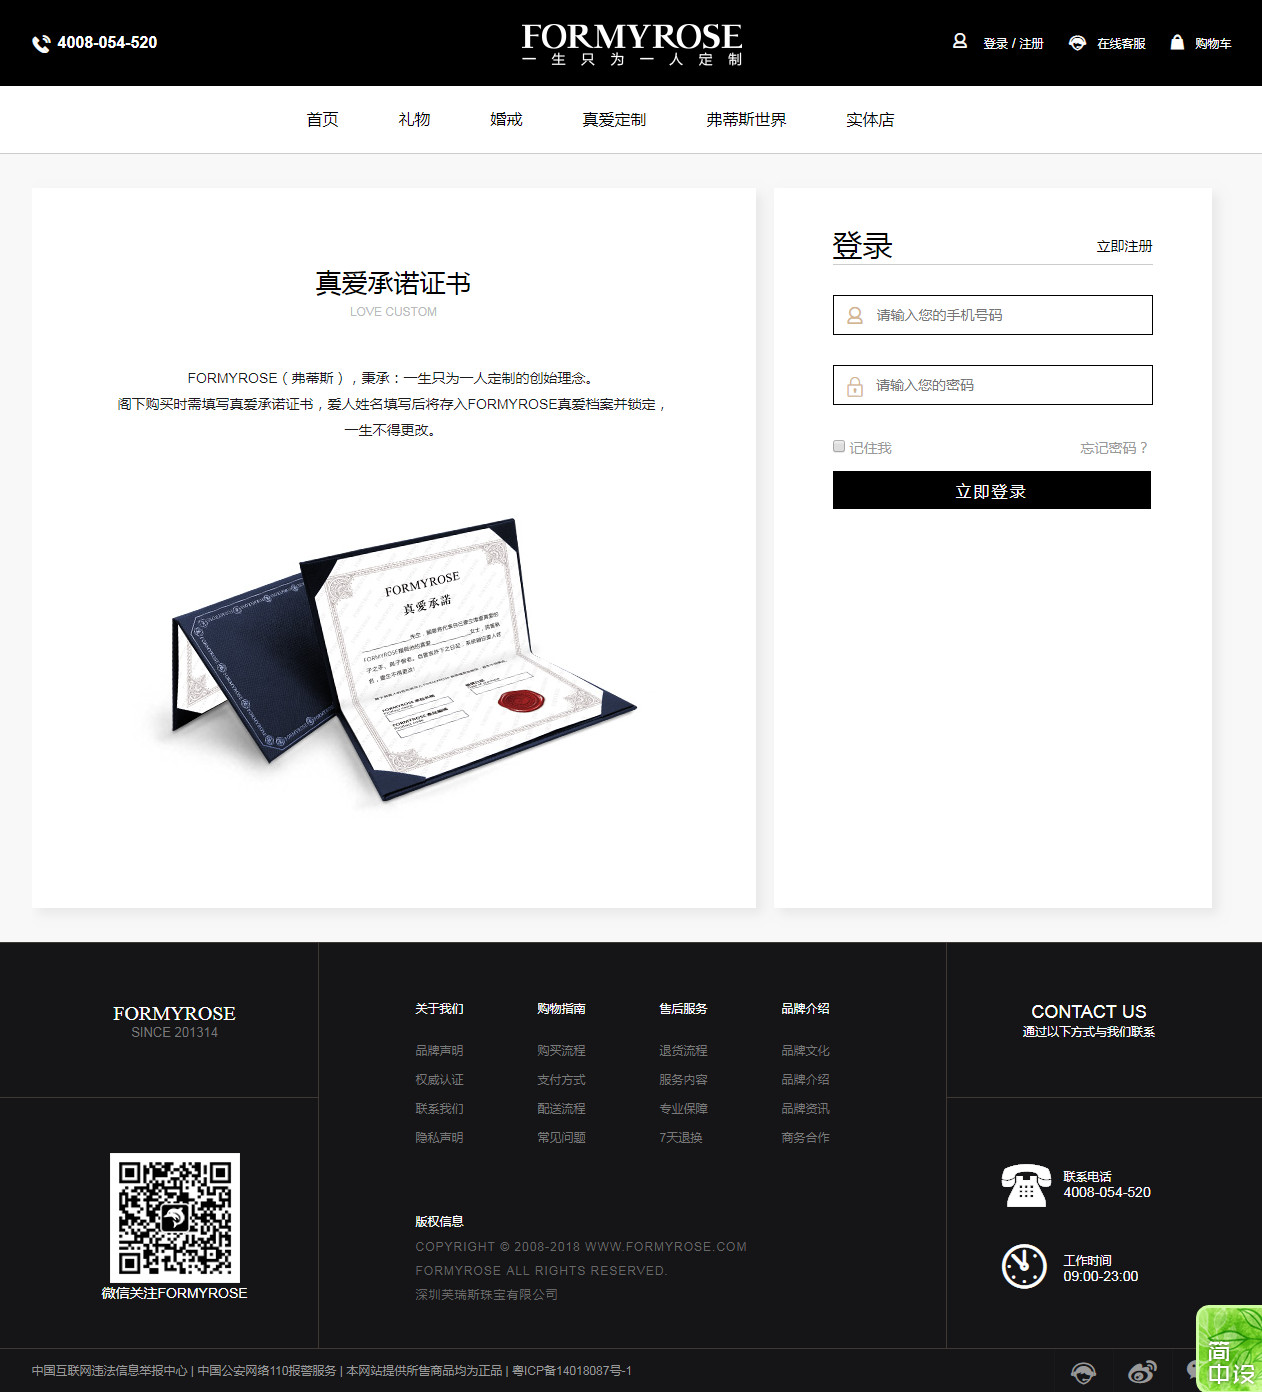 4008-054-520
FORMYROSE
一生只为一人定制
登录 / 注册
在线客服
购物车
首页
礼物
婚戒
真爱定制
弗蒂斯世界
实体店
真爱承诺证书
LOVE CUSTOM
FORMYROSE（弗蒂斯），秉承：一生只为一人定制的创始理念。
阁下购买时需填写真爱承诺证书，爱人姓名填写后将存入FORMYROSE真爱档案并锁定，
一生不得更改。
FORMYROSE
真愛承諾
登录
立即注册
请输入您的手机号码
请输入您的密码
记住我
忘记密码？
立即登录
FORMYROSE
SINCE 201314
微信关注FORMYROSE
关于我们
品牌声明
权威认证
联系我们
隐私声明
购物指南
购买流程
支付方式
配送流程
常见问题
售后服务
退货流程
服务内容
专业保障
7天退换
品牌介绍
品牌文化
品牌介绍
品牌资讯
商务合作
版权信息
COPYRIGHT © 2008-2018 WWW.FORMYROSE.COM
FORMYROSE ALL RIGHTS RESERVED.
深圳芙瑞斯珠宝有限公司
CONTACT US
通过以下方式与我们联系
联系电话
4008-054-520
工作时间
09:00-23:00
中国互联网违法信息举报中心 | 中国公安网络110报警服务 | 本网站提供所售商品均为正品 | 粤ICP备14018087号-1
简
中设